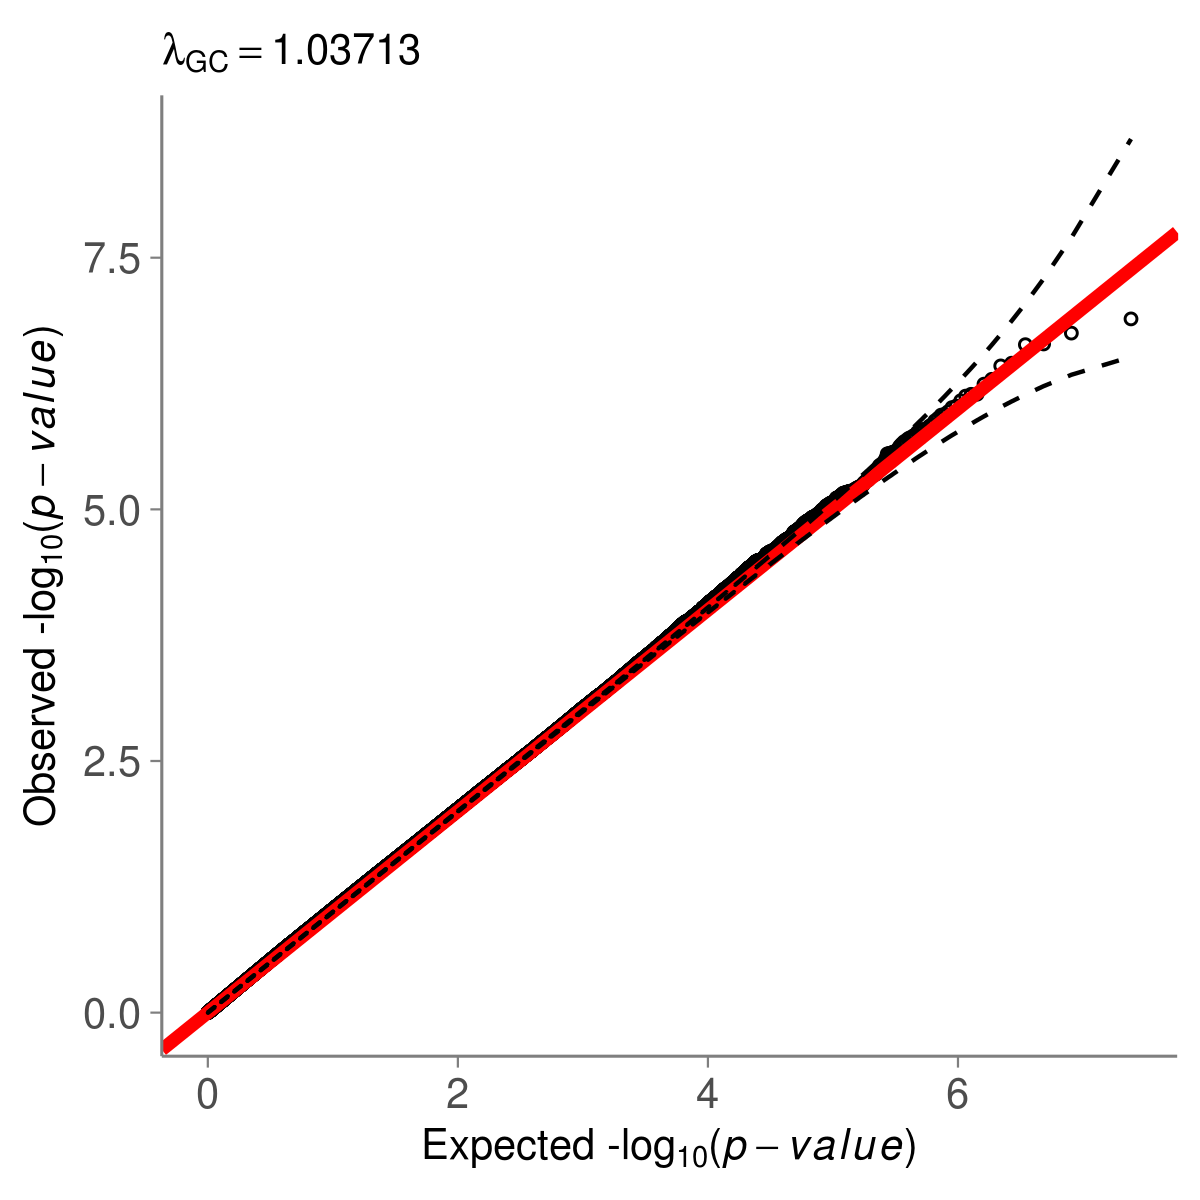 λGC = 1.03713
7.5
5.0
2.5
0.0
Observed -log10(p − value)
0 2 4 6
Expected -log10(p − value)